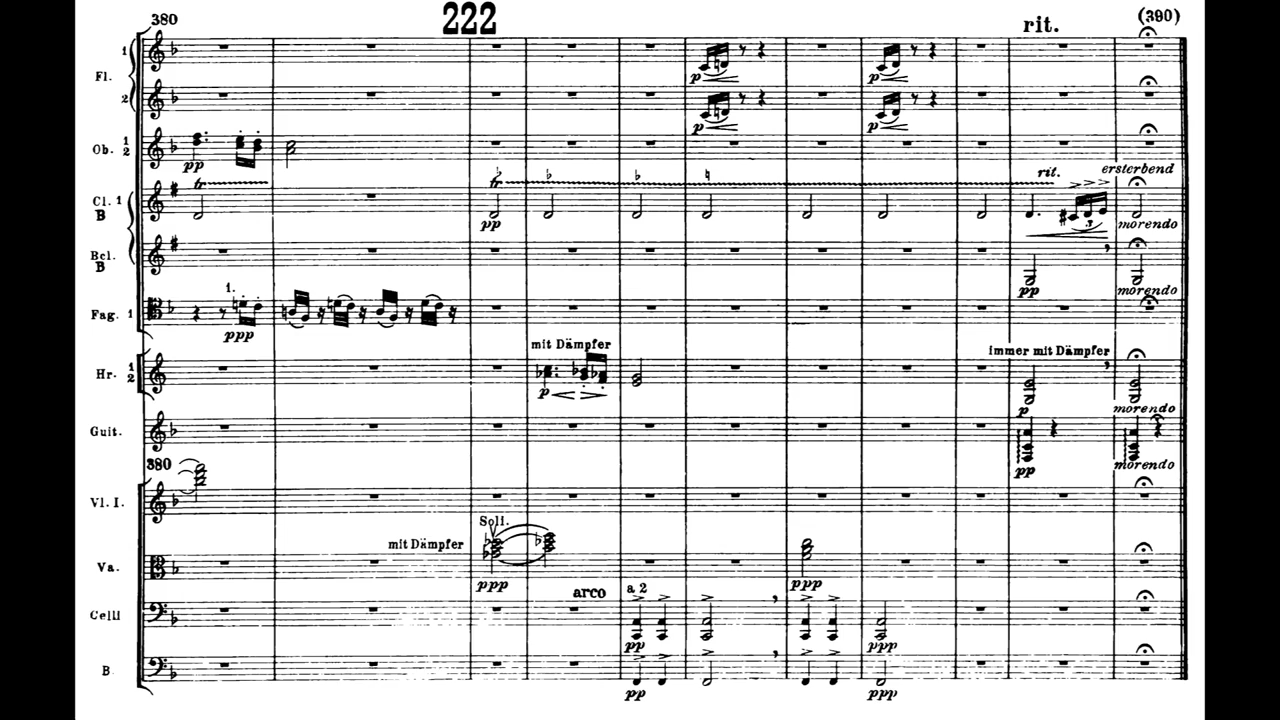 380
222
rit.
(390)
Fl.
1
2
p
p
p
p
Ob. 1
2
pp
ersterbend
rit.
tr
tr
Cl. 1
B
pp
3
morendo
Bcl.
B
pp
morendo
1.
Fag. 1
ppp
mit Dämpfer
immer mit Dämpfer
Hr. 1
2
p
p
morendo
Guit.
pp
morendo
380
Vl. I.
Soli.
mit Dämpfer
Va.
ppp
ppp
arco
a 2
Celli
pp
ppp
B.
pp
ppp